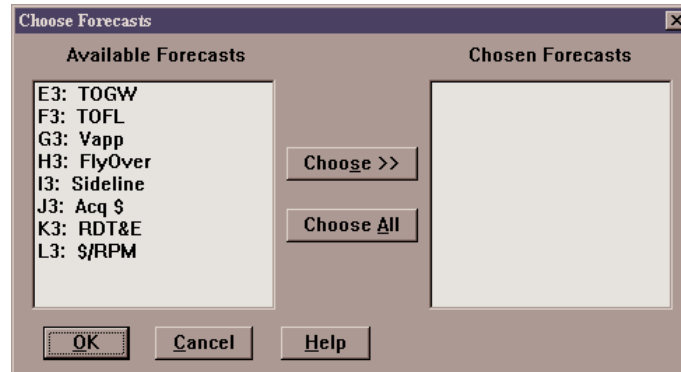 Choose Forecasts
Available Forecasts
Chosen Forecasts
E3: TOGW
F3: TOFL
G3: Vapp
H3: FlyOver
I3: Sideline
J3: Acq $
K3: RDT&E
L3: $/RPM
Choose >>
Choose All
OK
Cancel
Help